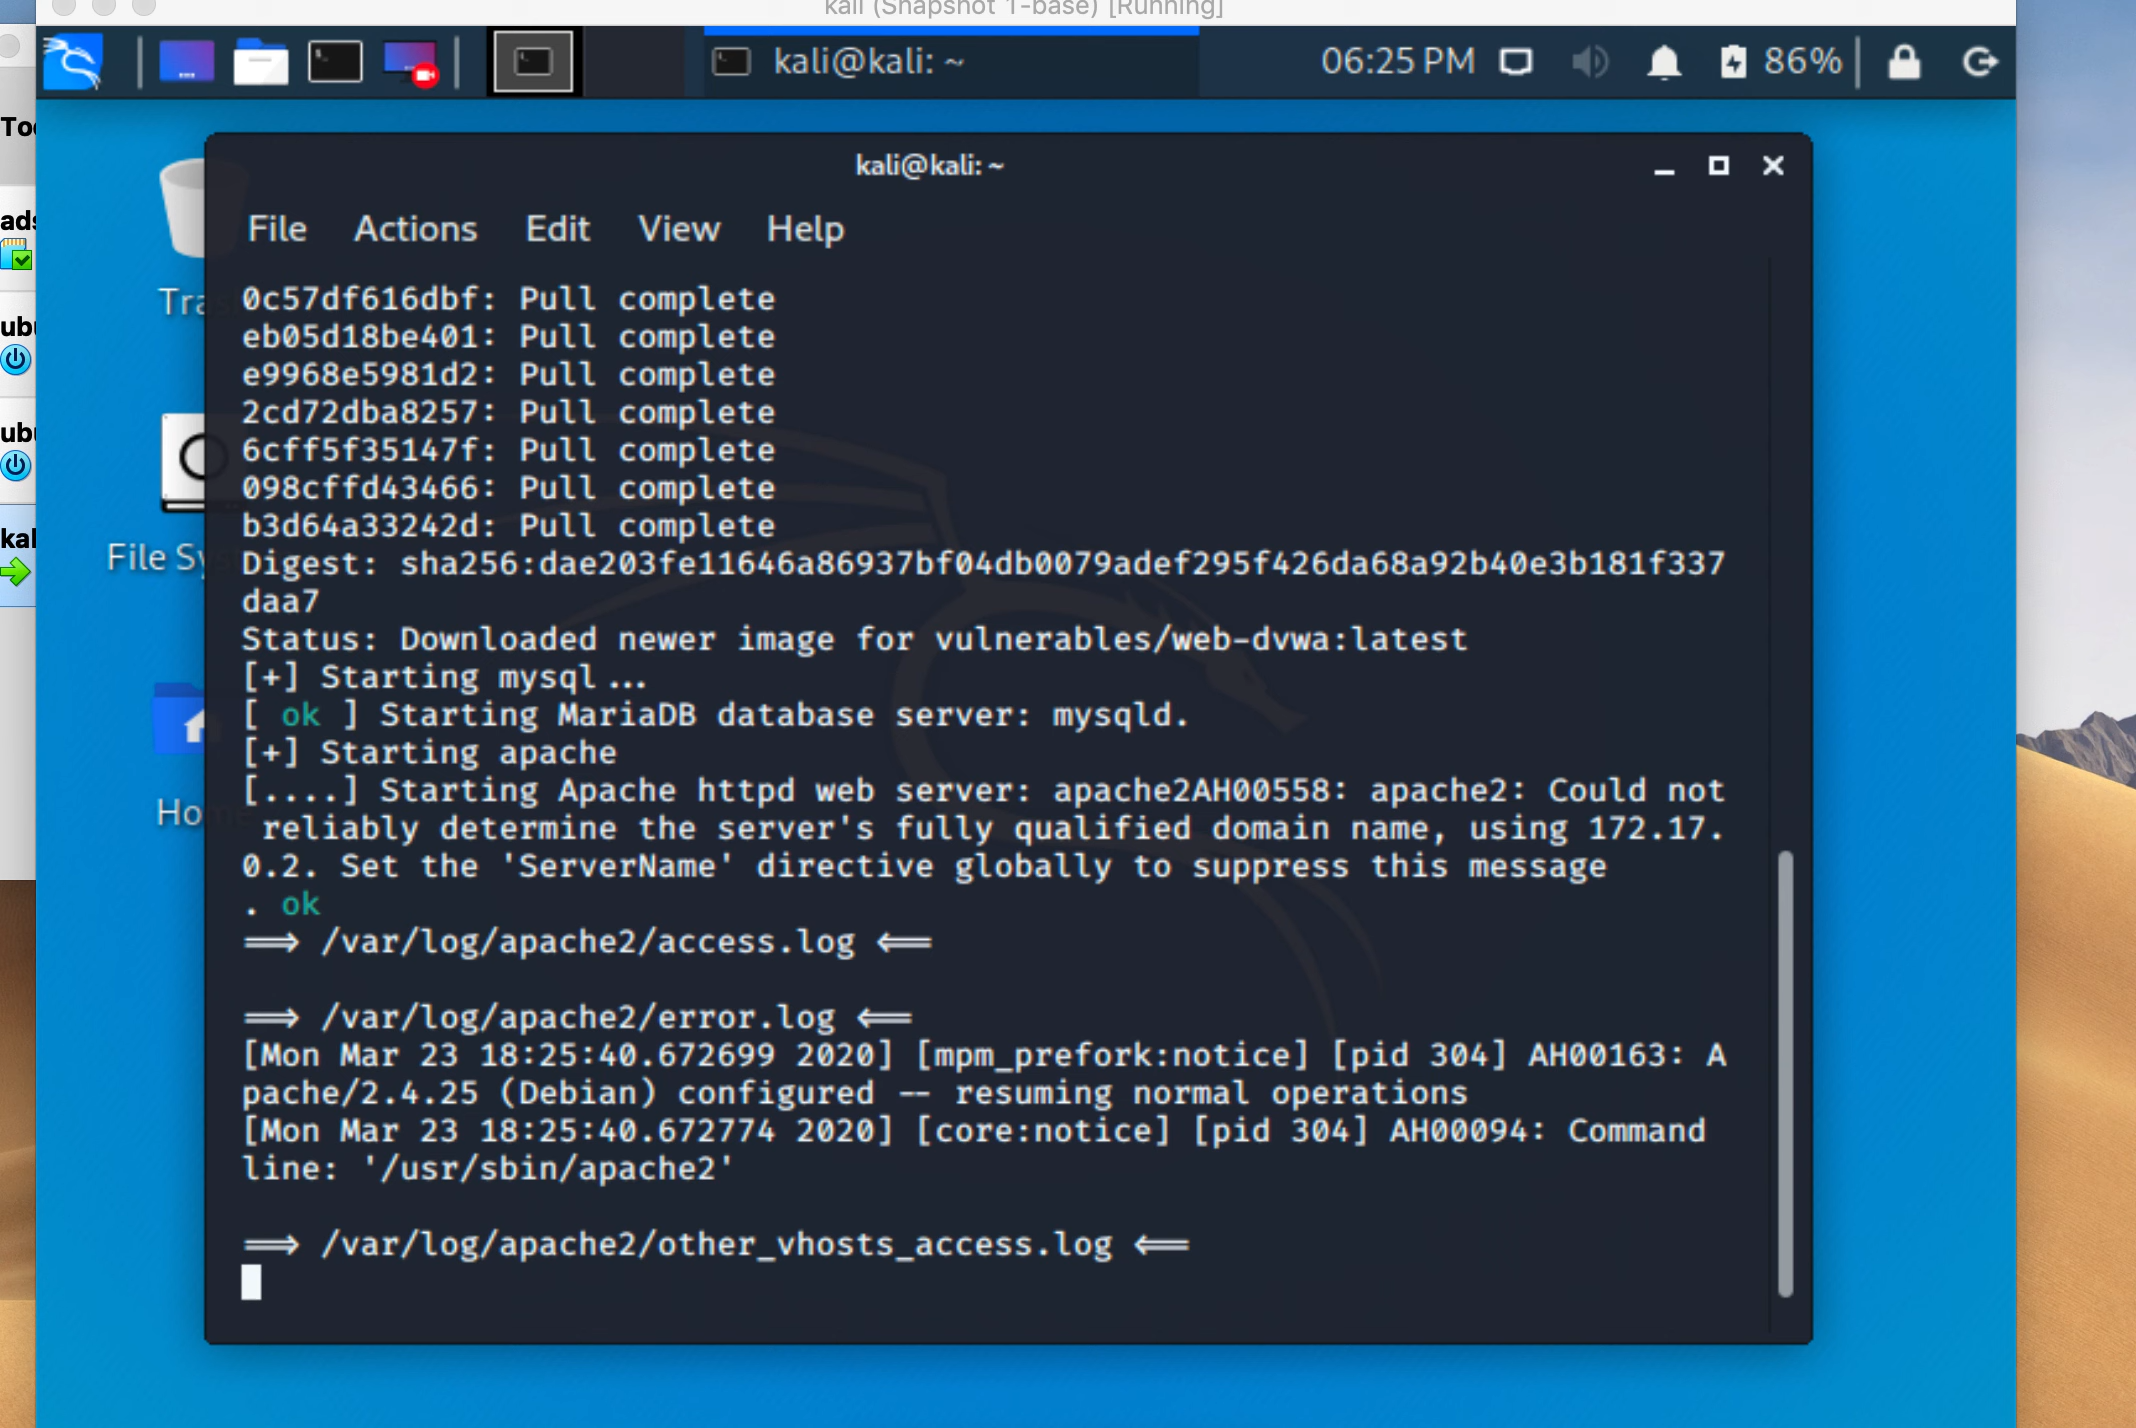 kali (Snapshot 1-base) [Running]
kali@kali: ~
06:25 PM
86%
kali@kali: ~
File Actions Edit View Help
0c57df616dbf: Pull complete
eb05d18be401: Pull complete
e9968e5981d2: Pull complete
2cd72dba8257: Pull complete
6cff5f35147f: Pull complete
098cffd43466: Pull complete
b3d64a33242d: Pull complete
Digest: sha256:dae203fe11646a86937bf04db0079adef295f426da68a92b40e3b181f337
daa7
Status: Downloaded newer image for vulnerables/web-dvwa:latest
[+] Starting mysql...
[ ok ] Starting MariaDB database server: mysqld.
[+] Starting apache
[....] Starting Apache httpd web server: apache2AH00558: apache2: Could not
reliably determine the server's fully qualified domain name, using 172.17.
0.2. Set the 'ServerName' directive globally to suppress this message
. ok
==> /var/log/apache2/access.log <==
==> /var/log/apache2/error.log <==
[Mon Mar 23 18:25:40.672699 2020] [mpm_prefork:notice] [pid 304] AH00163: A
pache/2.4.25 (Debian) configured -- resuming normal operations
[Mon Mar 23 18:25:40.672774 2020] [core:notice] [pid 304] AH00094: Command
line: '/usr/sbin/apache2'
==> /var/log/apache2/other_vhosts_access.log <==